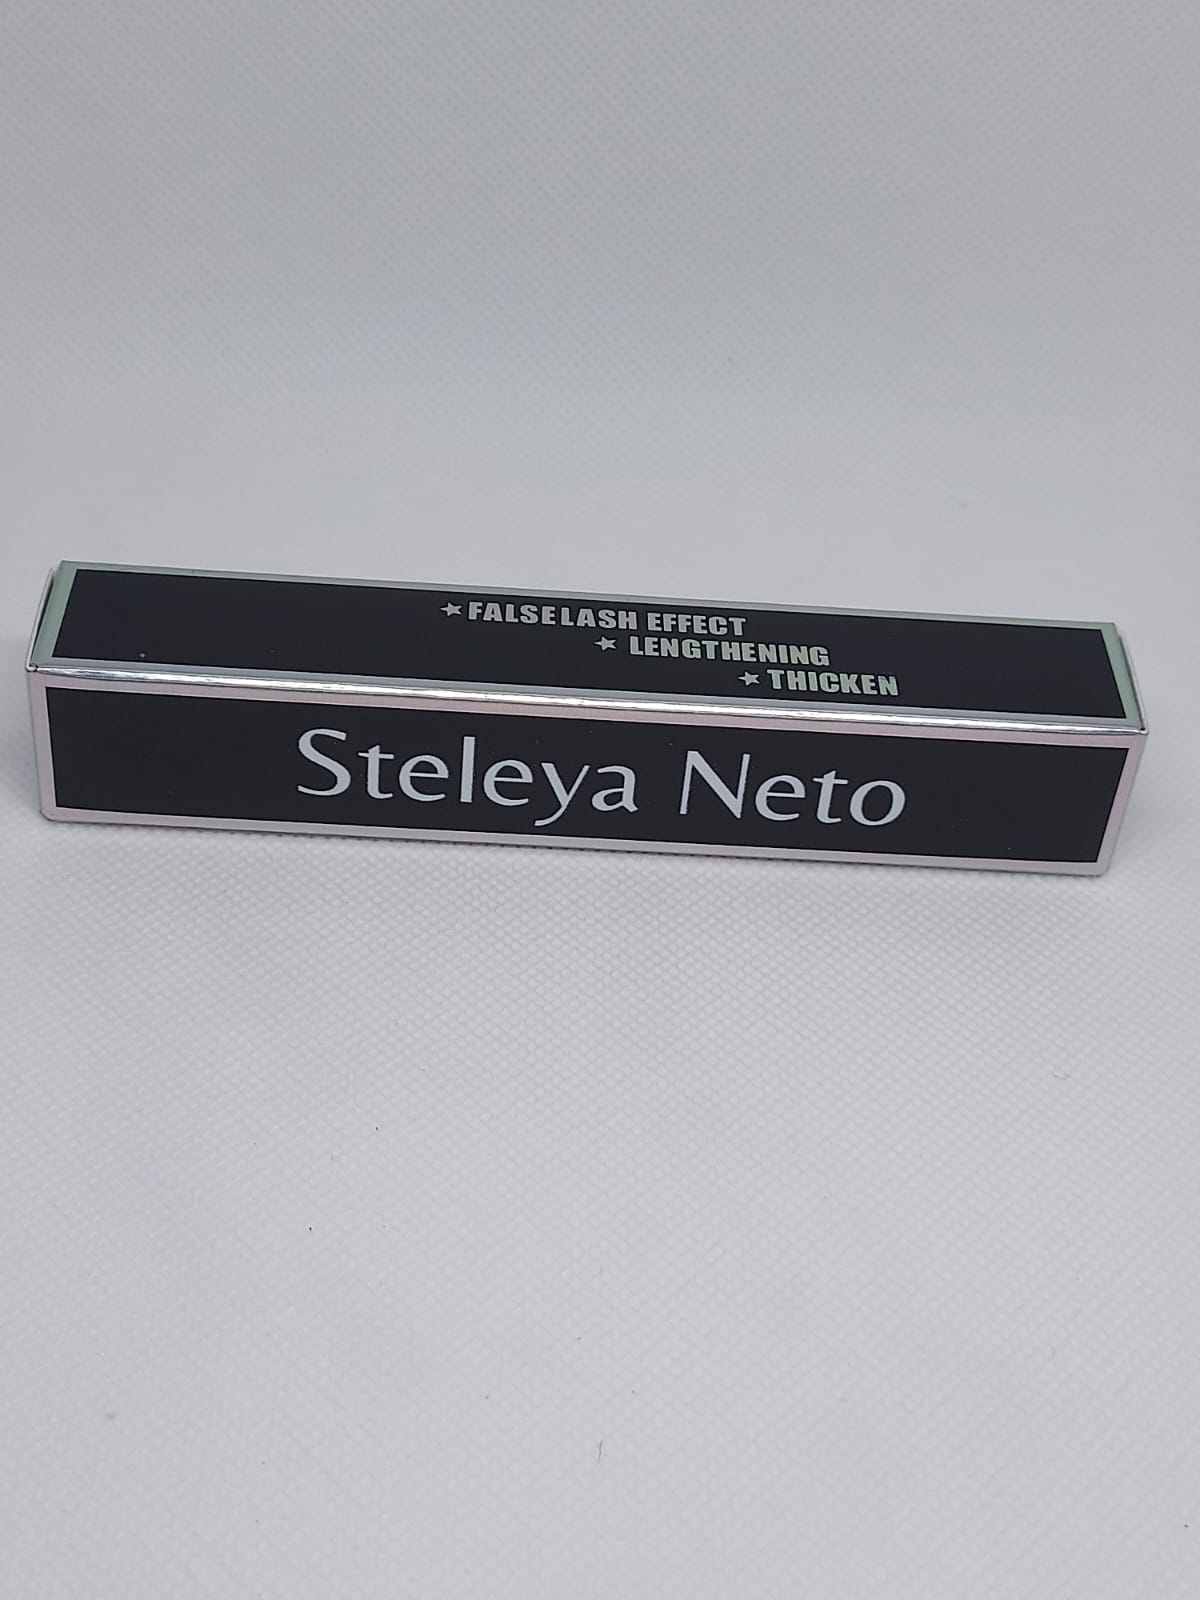 ★FALSELASH EFFECT
★ LENGTHENING
★THICKEN
Steleya Neto